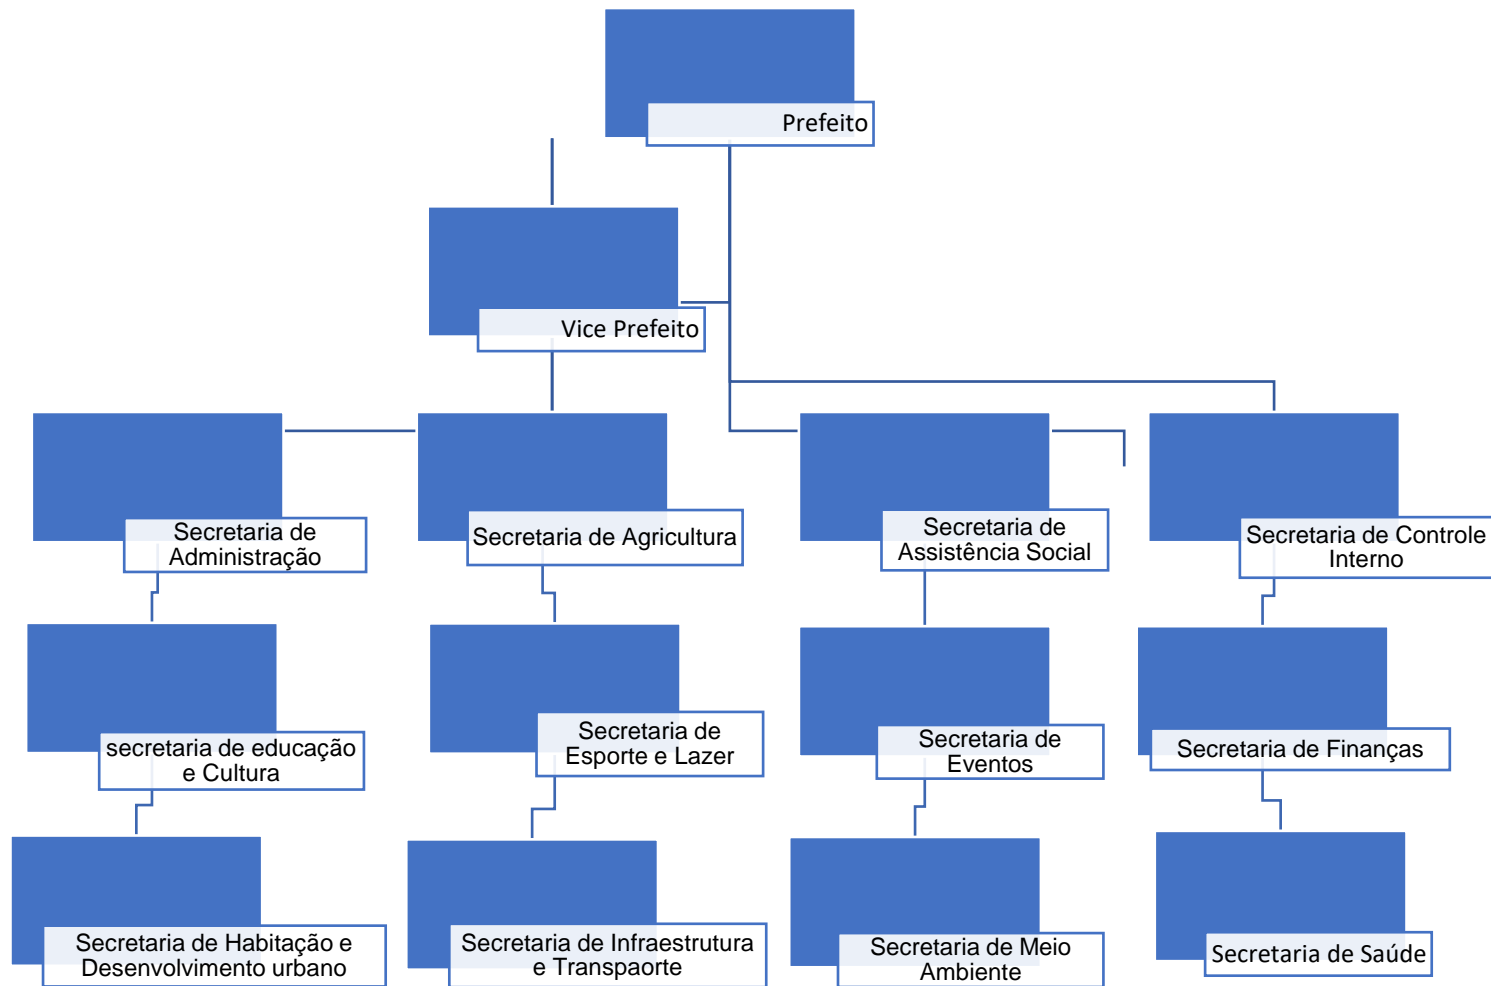 Prefeito
Vice Prefeito
Secretaria de
Administração
Secretaria de Agricultura
Secretaria de
Assistência Social
Secretaria de Controle
Interno
secretaria de educação
e Cultura
Secretaria de
Esporte e Lazer
Secretaria de
Eventos
Secretaria de Finanças
Secretaria de Habitação e
Desenvolvimento urbano
Secretaria de Infraestrutura
e Transpaorte
Secretaria de Meio
Ambiente
Secretaria de Saúde